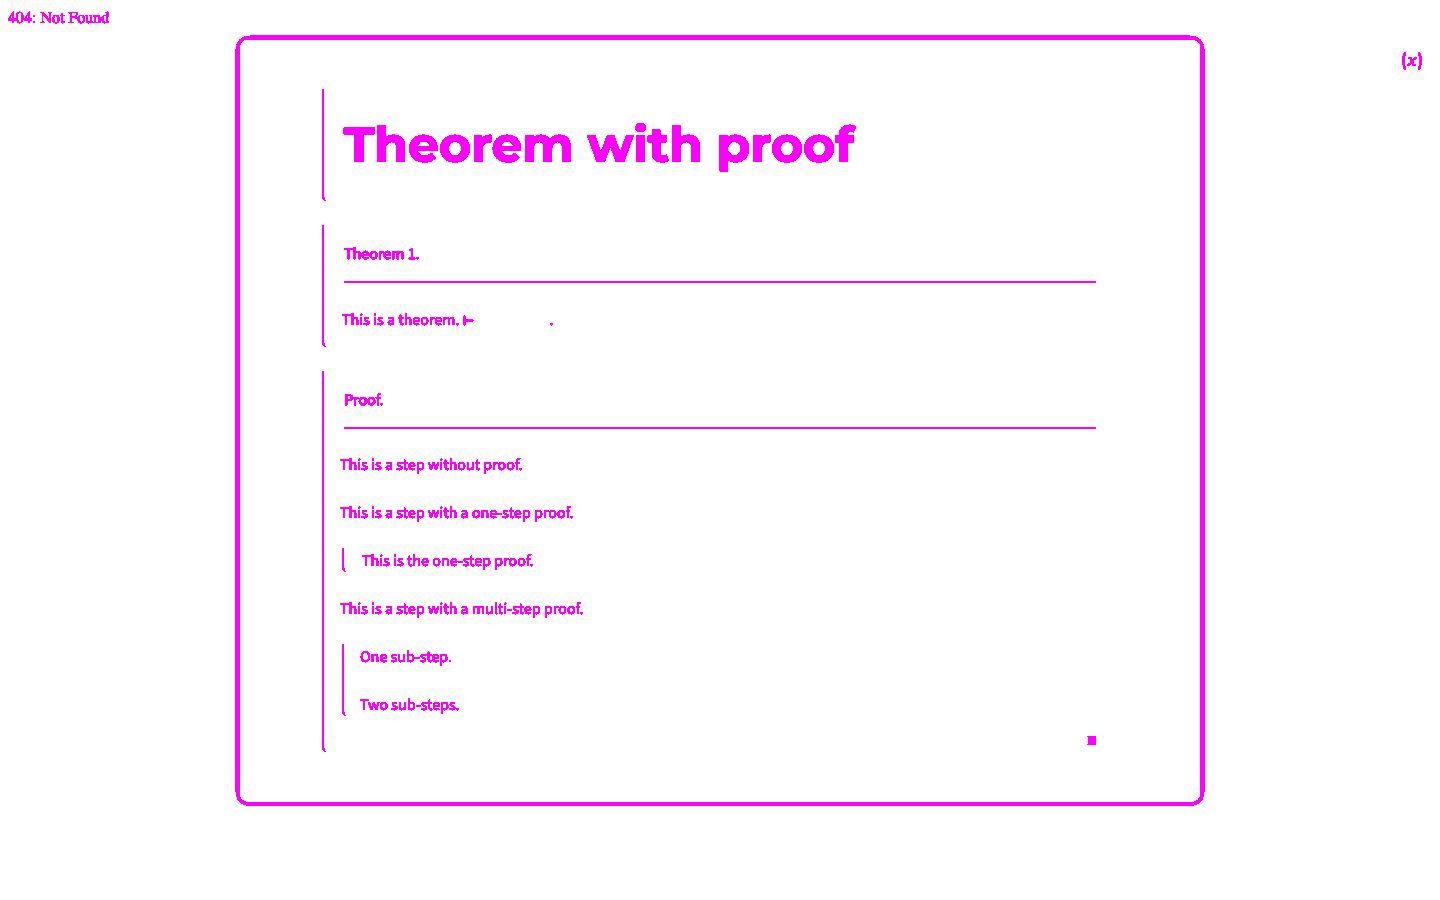 404: Not Found
(x)
Theorem with proof
Theorem 1.
This is a theorem. ⊢ .
Proof.
This is a step without proof.
This is a step with a one-step proof.
This is the one-step proof.
This is a step with a multi-step proof.
One sub-step.
Two sub-steps.
■